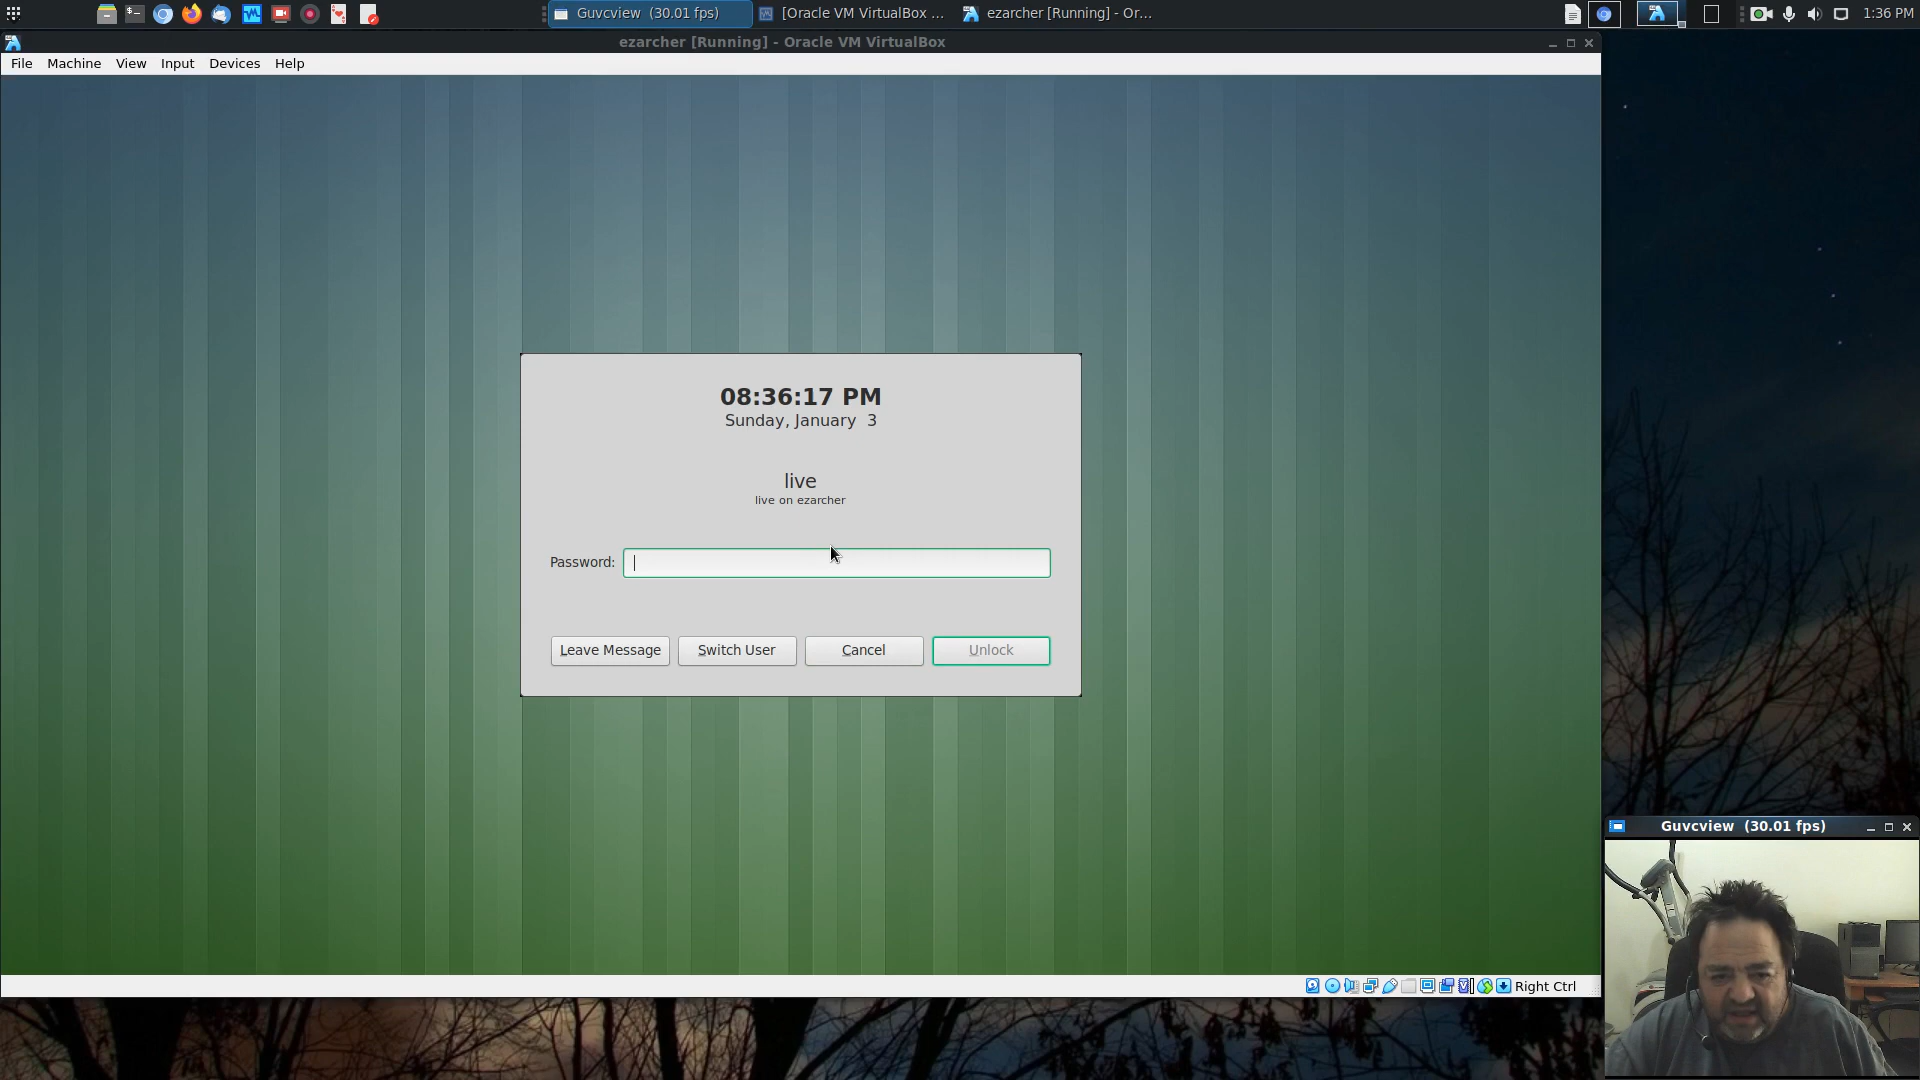 Guvcview (30.01 fps)
[Oracle VM VirtualBox ...
ezarcher [Running] - Or...
1:36 PM
ezarcher [Running] - Oracle VM VirtualBox
File Machine View Input Devices Help
08:36:17 PM
Sunday, January 3
live
live on ezarcher
Password:
Leave Message
Switch User
Cancel
Unlock
Guvcview (30.01 fps)
Right Ctrl